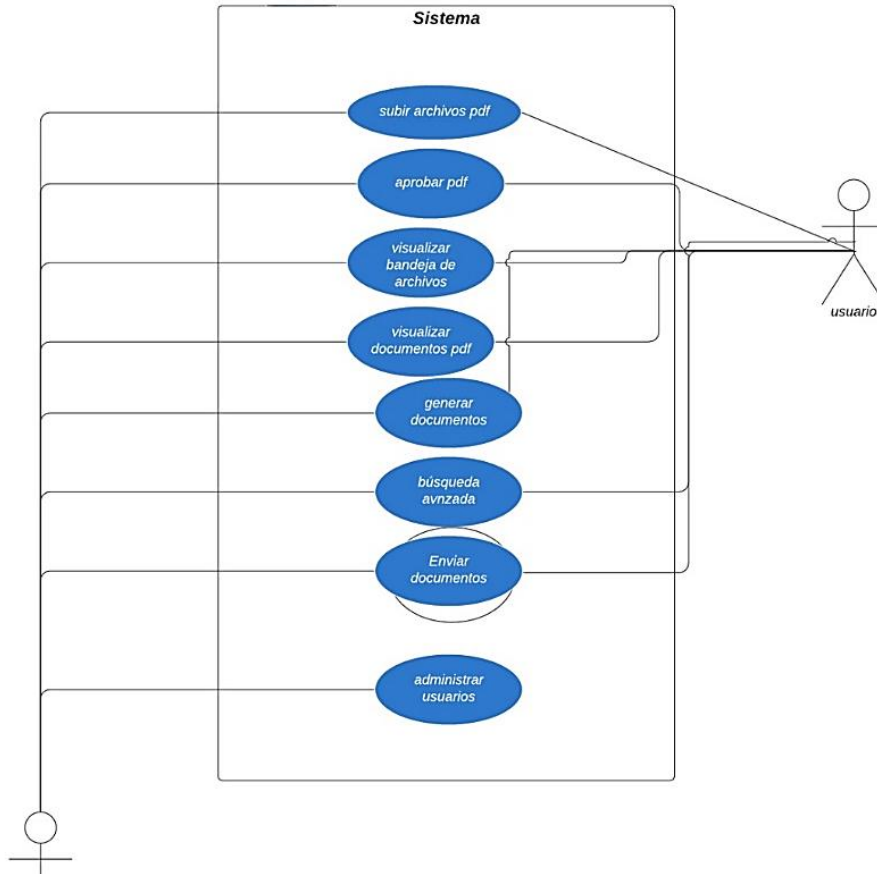 Sistema
subir archivos pdf
aprobar pdf
visualizar
bandeja de
archivos
visualizar
documentos pdf
generar
documentos
búsqueda
avnzada
Envíar
documentos
administrar
usuarios
usuario